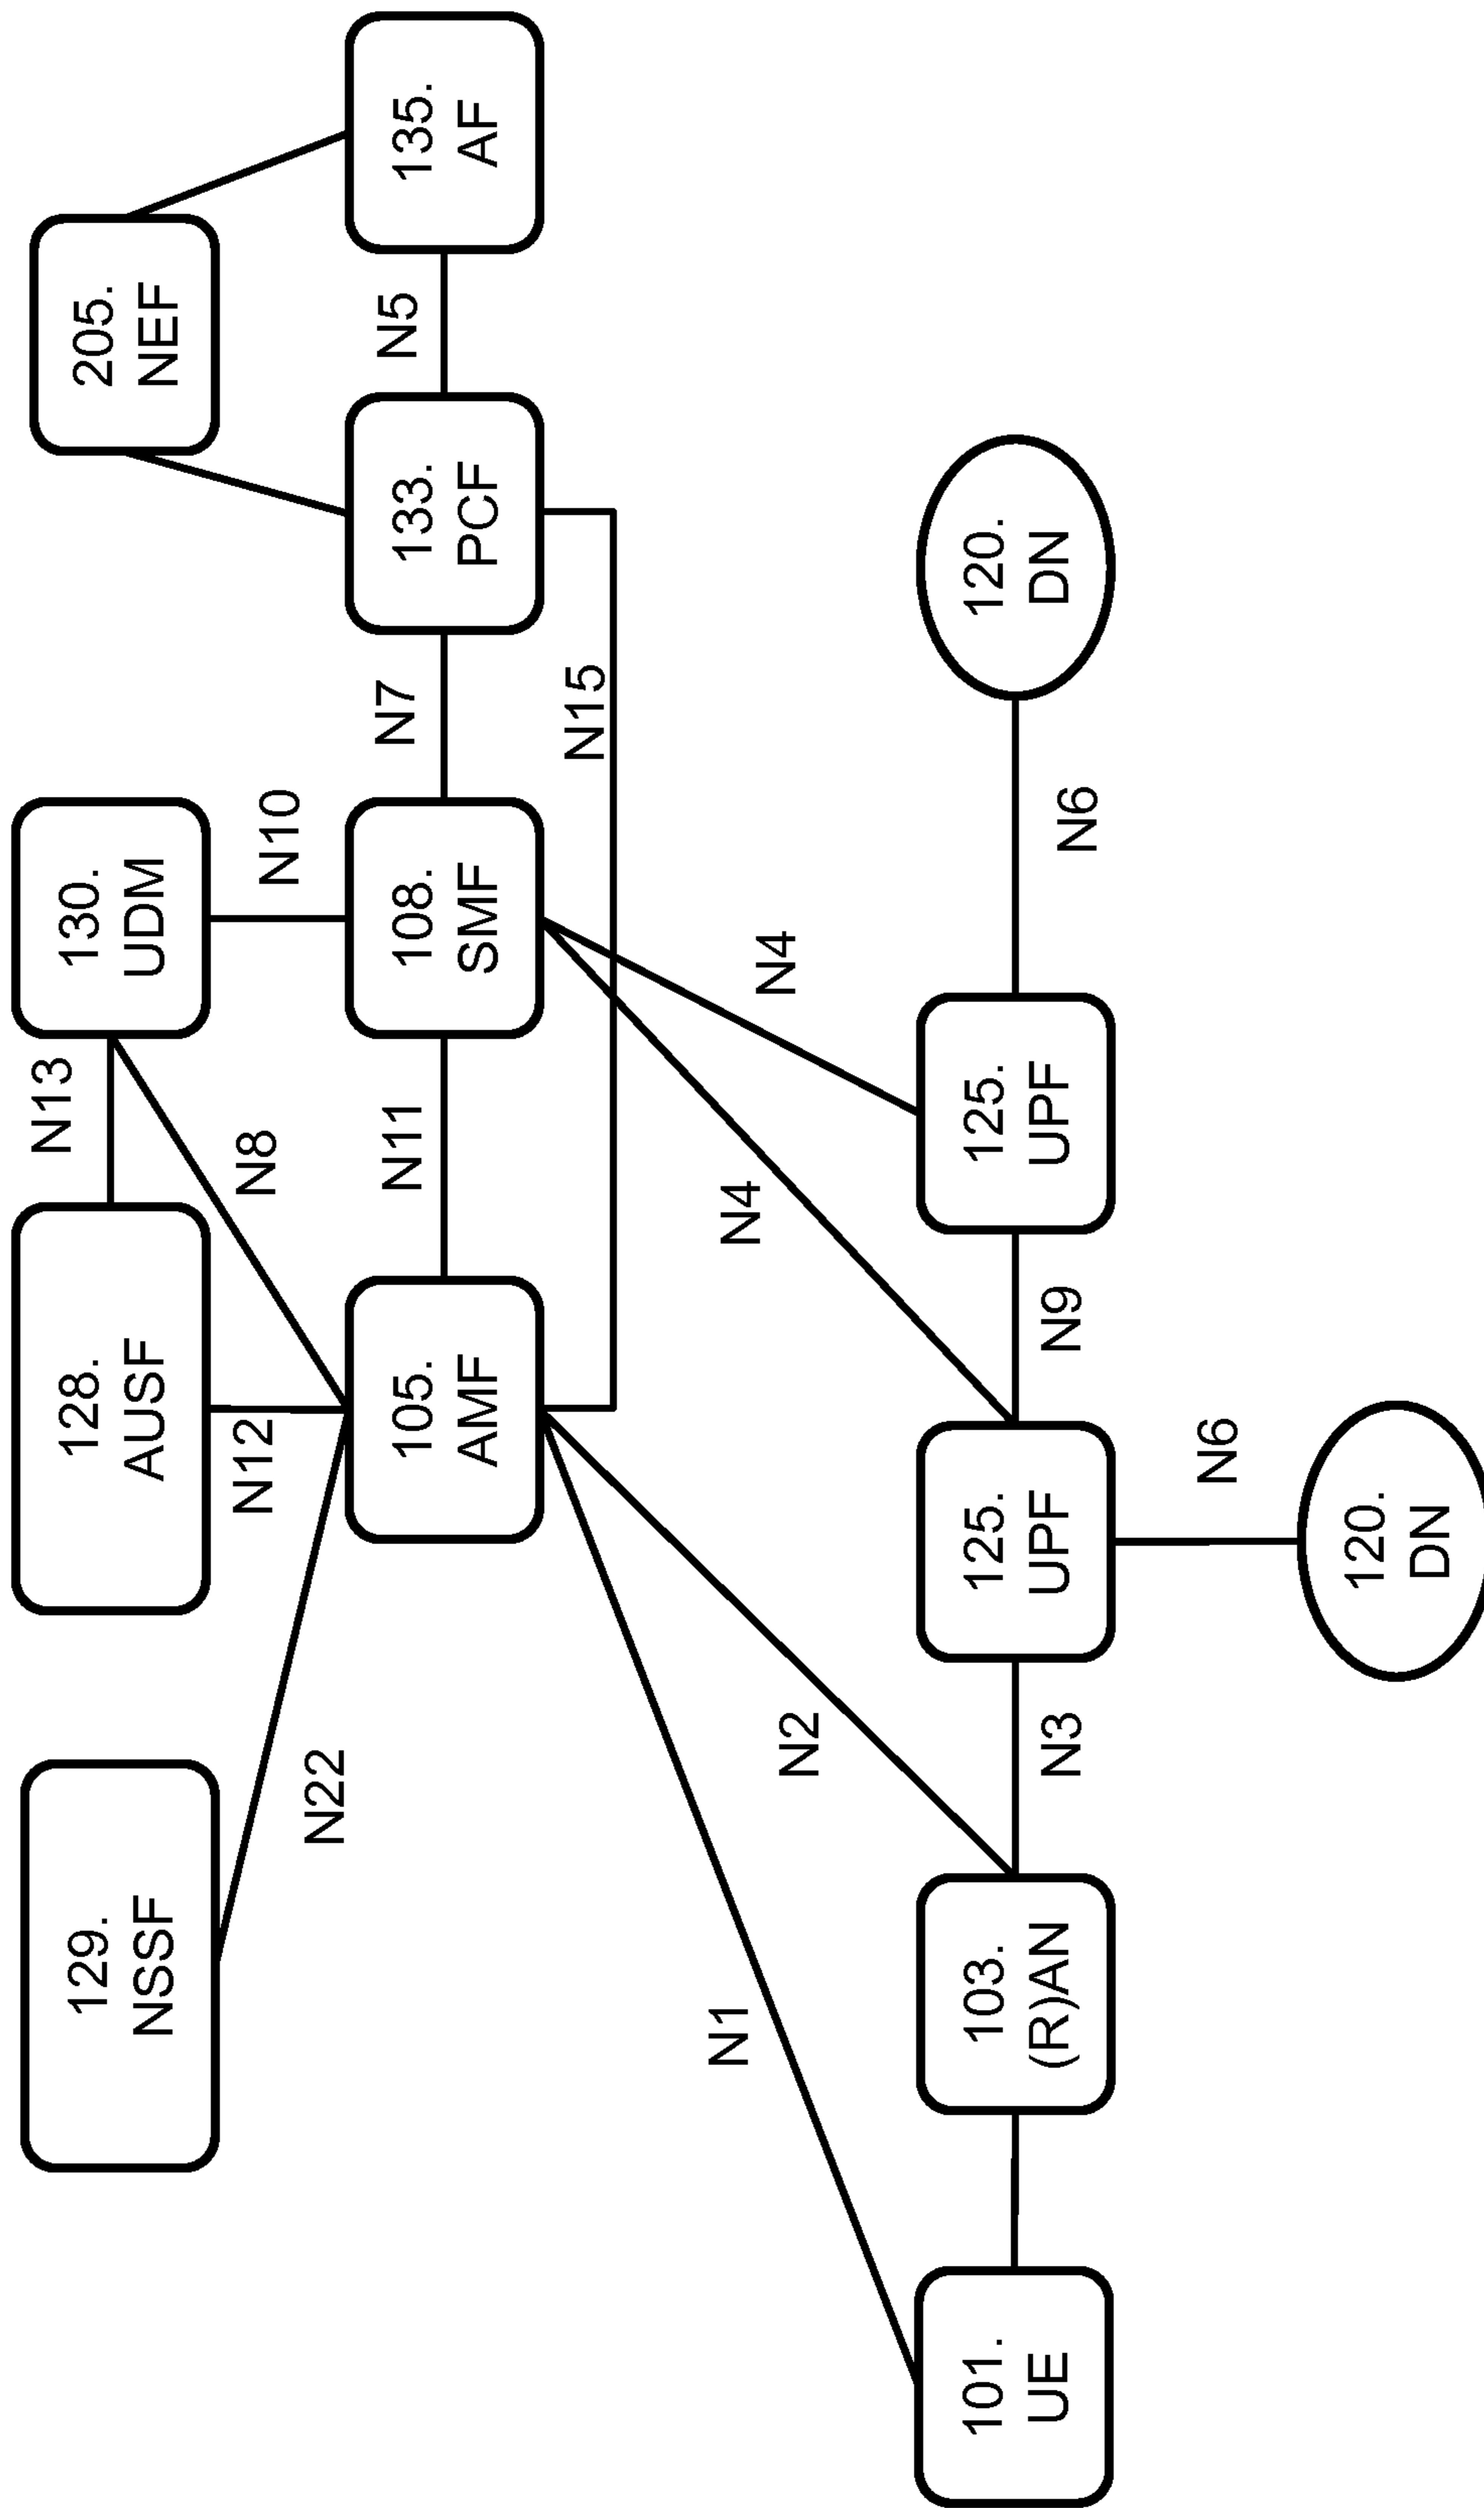 129.
NSSF
128.
AUSF
N13
130.
UDM
205.
NEF
N22
N12
N8
N10
105.
AMF
N11
108.
SMF
N7
133.
PCF
N5
135.
AF
N15
N1
N2
N4
N4
101.
UE
103.
(R)AN
N3
125.
UPF
N9
125.
UPF
N6
120.
DN
N6
120.
DN